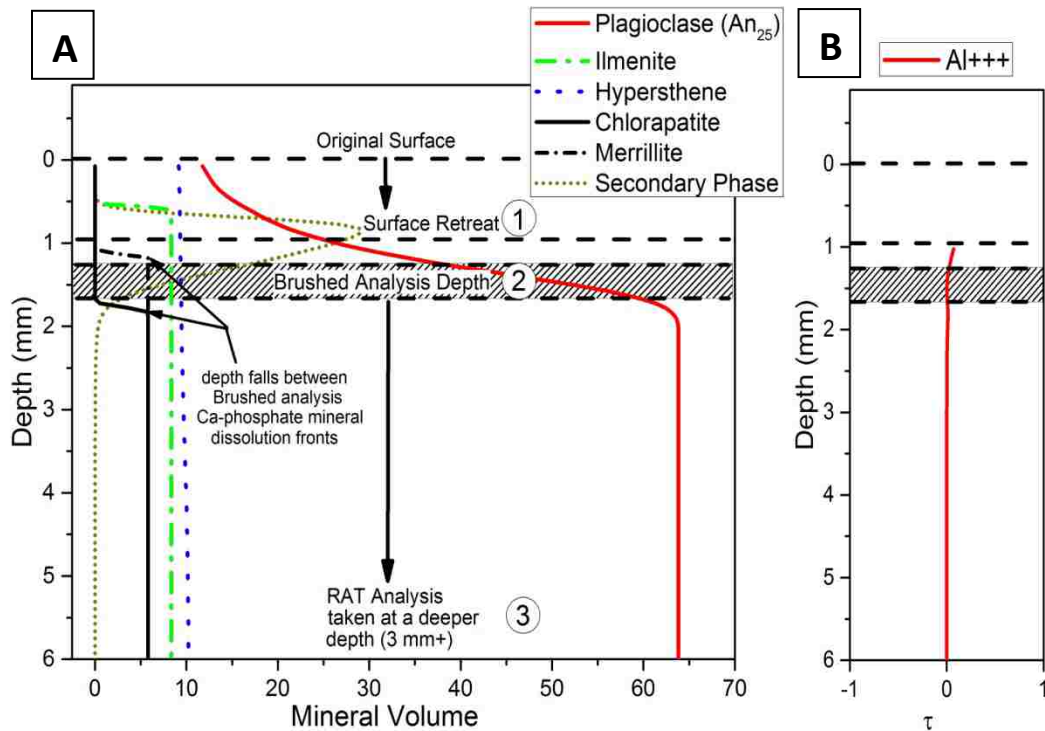 A
Plagioclase (An25)
Ilmenite
Hypersthene
Chlorapatite
Merrillite
Secondary Phase
Original Surface
Surface Retreat
1
Brushed Analysis Depth
2
depth falls between
Brushed analysis
Ca-phosphate mineral
dissolution fronts
RAT Analysis
taken at a deeper
depth (3 mm+)
3
0
1
2
3
4
5
6
Depth (mm)
0 10 20 30 40 50 60 70
Mineral Volume
B
Al+++
0
1
2
3
4
5
6
Depth (mm)
-1 0 1
τ